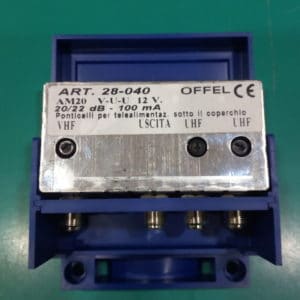 ART. 28-040 OFFEL CE
AM20 V-U-U 12 V.
20/22 dB - 100 mA
Ponticelli per telealimentaz. sotto il coperchio
VHF USCITA UHF UHF